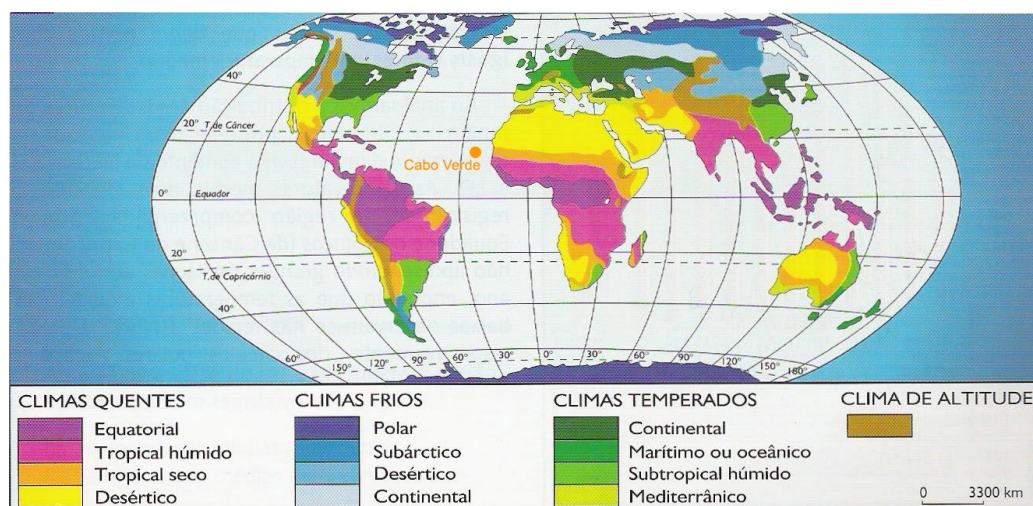 40°
20°
T. de Câncer
Cabo Verde
0°
Equador
20°
T. de Capricórnio
40°
60°
150°
120°
90°
60°
30°
0°
30°
60°
90°
120°
150°
180°
20°
40°
CLIMAS QUENTES
Equatorial
Tropical húmido
Tropical seco
Desértico
CLIMAS FRIOS
Polar
Subárctico
Desértico
Continental
CLIMAS TEMPERADOS
Continental
Marítimo ou oceânico
Subtropical húmido
Mediterrânico
CLIMA DE ALTITUDE
0 3300 km